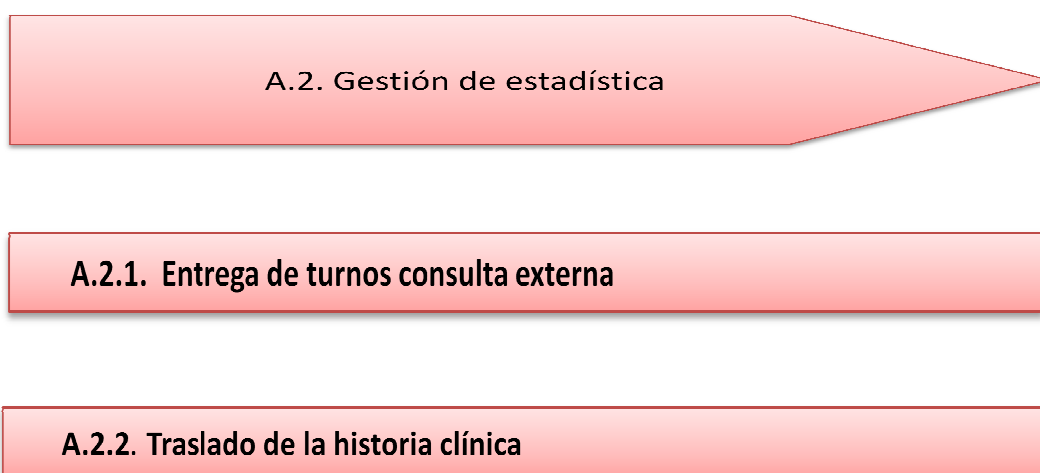 A.2. Gestión de estadística
A.2.1. Entrega de turnos consulta externa
A.2.2. Traslado de la historia clínica